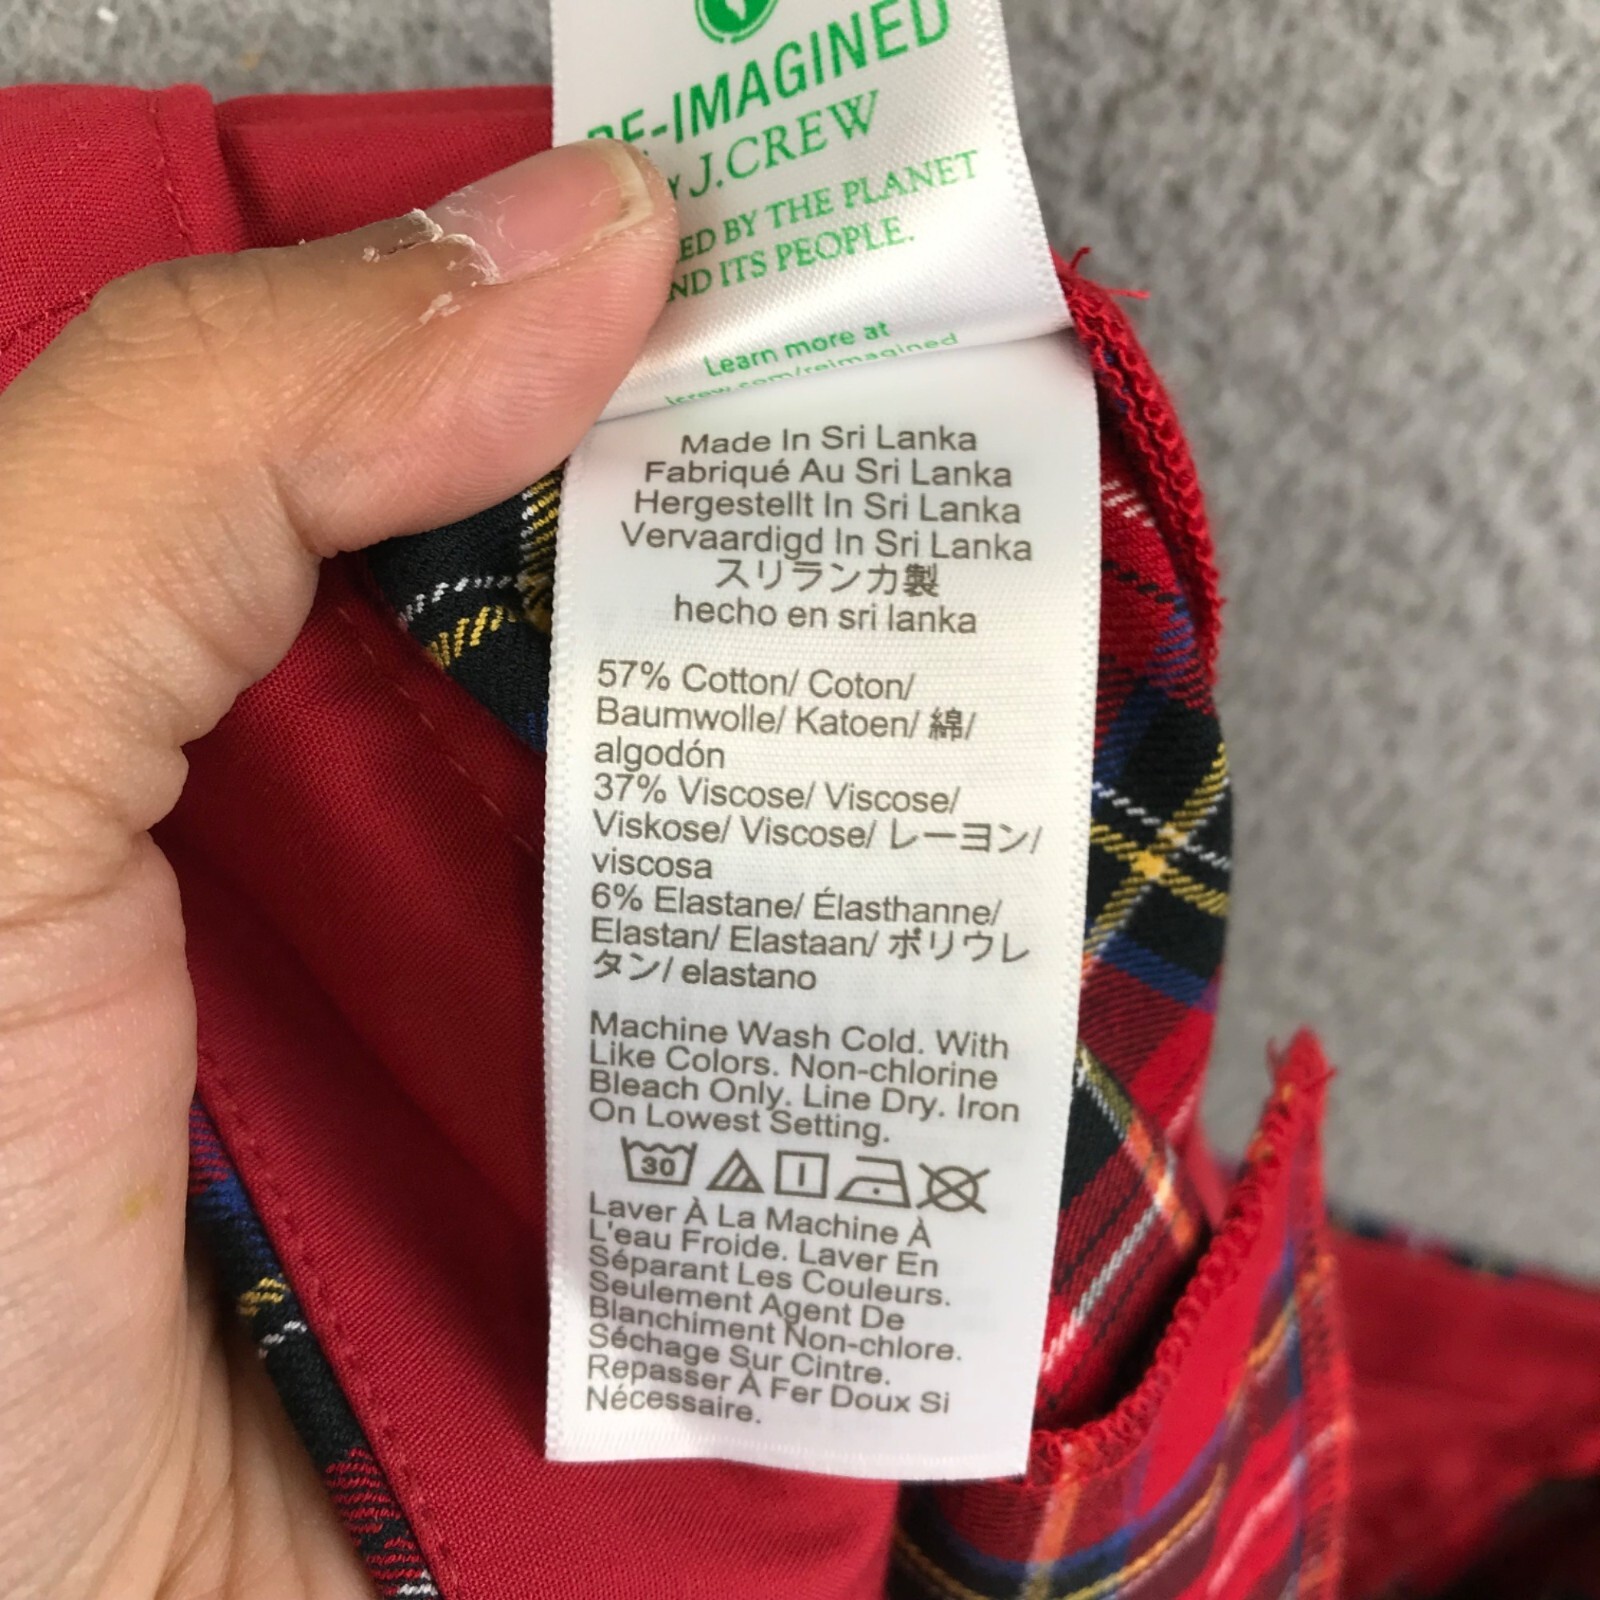 RE-IMAGINED
J.CREW
BY THE PLANET
ITS PEOPLE.
Learn more at
jcrew.com/reimagined
Made In Sri Lanka
Fabriqué Au Sri Lanka
Hergestellt In Sri Lanka
Vervaardigd In Sri Lanka
スリランカ製
hecho en sri lanka
57% Cotton/ Coton/
Baumwolle/ Katoen/ 綿/
algodón
37% Viscose/ Viscose/
Viskose/ Viscose/ レーヨン/
viscosa
6% Elastane/ Élasthanne/
Elastan/ Elastaan/ ポリウレ
タン/ elastano
Machine Wash Cold. With
Like Colors. Non-chlorine
Bleach Only. Line Dry. Iron
On Lowest Setting.
30
Laver À La Machine À
L'eau Froide. Laver En
Séparant Les Couleurs.
Seulement Agent De
Blanchiment Non-chlore.
Séchage Sur Cintre.
Repasser À Fer Doux Si
Nécessaire.